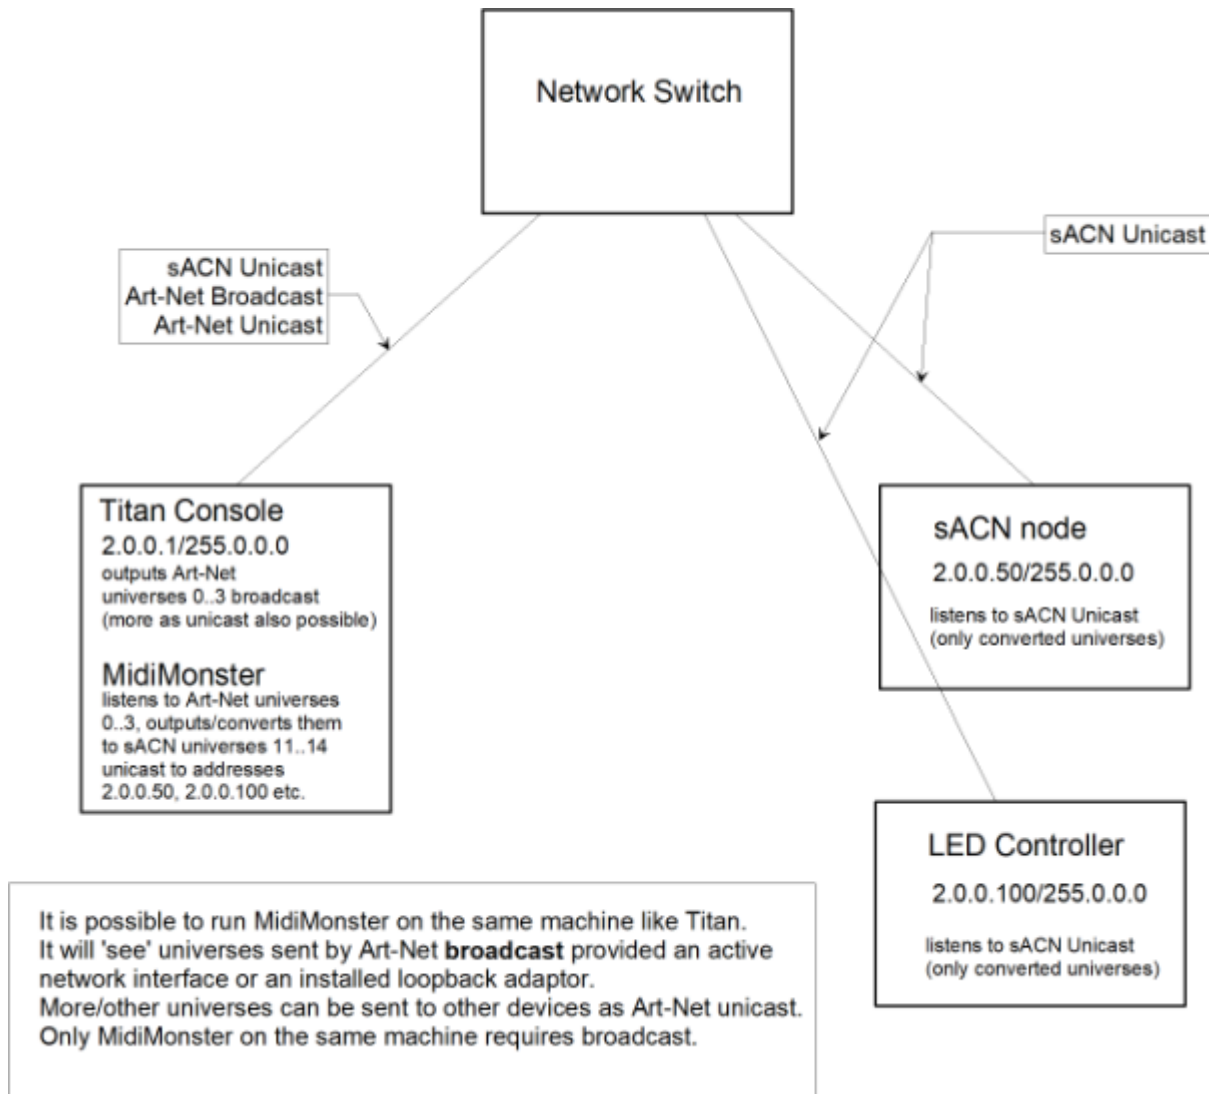 Network Switch
sACN Unicast
Art-Net Broadcast
Art-Net Unicast
sACN Unicast
Titan Console
2.0.0.1/255.0.0.0
outputs Art-Net
universes 0..3 broadcast
(more as unicast also possible)
MidiMonster
listens to Art-Net universes
0..3, outputs/converts them
to sACN universes 11..14
unicast to addresses
2.0.0.50, 2.0.0.100 etc.
sACN node
2.0.0.50/255.0.0.0
listens to sACN Unicast
(only converted universes)
LED Controller
2.0.0.100/255.0.0.0
listens to sACN Unicast
(only converted universes)
It is possible to run MidiMonster on the same machine like Titan.
It will 'see' universes sent by Art-Net broadcast provided an active
network interface or an installed loopback adaptor.
More/other universes can be sent to other devices as Art-Net unicast.
Only MidiMonster on the same machine requires broadcast.